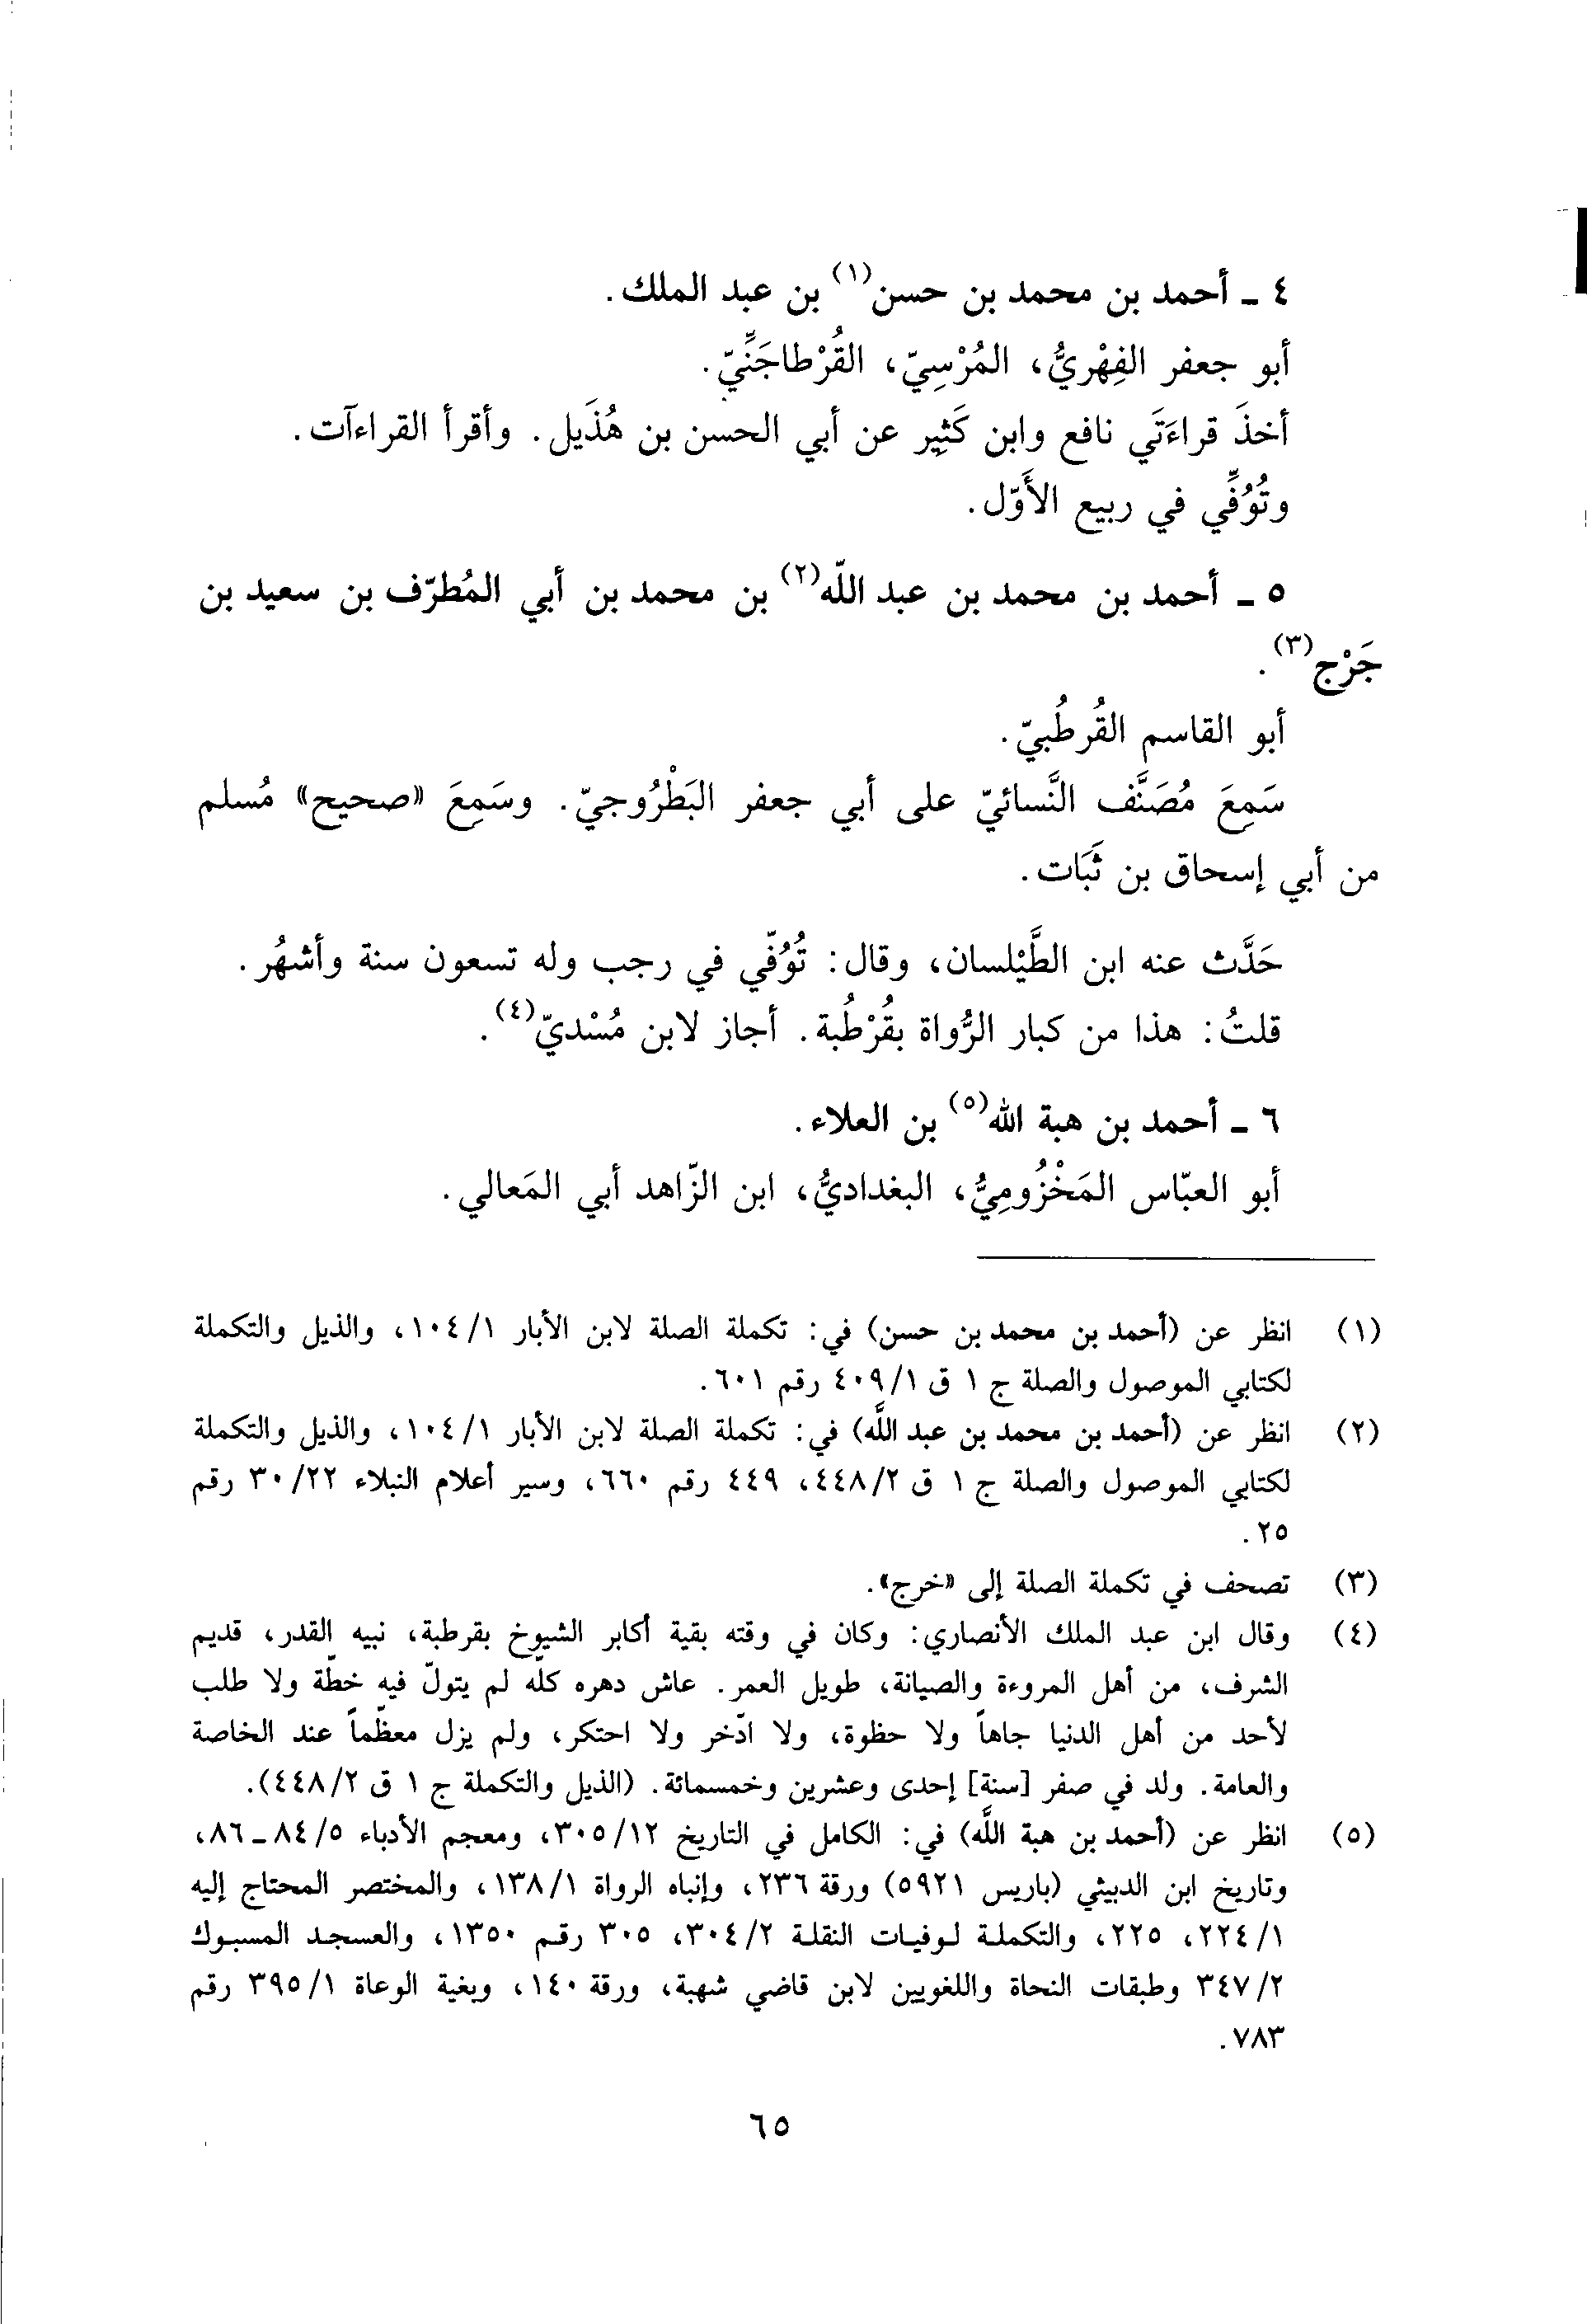 ٤ ـ أحمد بن محمد بن حسن(١) بن عبد الملك.
أبو جعفر الفِهْريُّ، المُرْسِيّ، القُرْطاجَنِّيّ.
أخذَ قراءَتَي نافع وابن كَثِير عن أبي الحسن بن هُذَيل. وأقرأ القراءآت.
وتُوُفِّي في ربيع الأَوّل.
٥ ـ أحمد بن محمد بن عبد اللّه(٢) بن محمد بن أبي المُطرّف بن سعيد بن
جَرْج(٣).
أبو القاسم القُرطُبيّ.
سَمِعَ مُصَنَّف النَّسائيّ على أبي جعفر البَطْرُوجيّ. وسَمِعَ «صحيح» مُسلم
من أبي إسحاق بن ثَبَات.
حَدَّث عنه ابن الطَّيْلسان، وقال: تُوُفّي في رجب وله تسعون سنة وأشهُر.
قلتُ: هذا من كبار الرُّواة بقُرْطُبة. أجاز لابن مُسْديّ(٤).
٦ ـ أحمد بن هبة الله(٥) بن العلاء.
أبو العبّاس المَخْزُومِيُّ، البغداديُّ، ابن الزّاهد أبي المَعالي.
(١) انظر عن (أحمد بن محمد بن حسن) في: تكملة الصلة لابن الأبار ١/١٠٤، والذيل والتكملة
لكتابي الموصول والصلة ج ١ ق ٤٠٩/١ رقم ٦٠١.
(٢) انظر عن (أحمد بن محمد بن عبد اللَّه) في: تكملة الصلة لابن الأبار ١/١٠٤، والذيل والتكملة
لكتابي الموصول والصلة ج ١ ق ٤٤٨/٢، ٤٤٩ رقم ٦٦٠، وسير أعلام النبلاء ٣٠/٢٢ رقم
٢٥.
(٣) تصحف في تكملة الصلة إلى «خرج».
(٤) وقال ابن عبد الملك الأنصاري: وكان في وقته بقية أكابر الشيوخ بقرطبة، نبيه القدر، قديم
الشرف، من أهل المروءة والصيانة، طويل العمر. عاش دهره كلّه لم يتولّ فيه خطّة ولا طلب
لأحد من أهل الدنيا جاهاً ولا حظوة، ولا ادّخر ولا احتكر، ولم يزل معظّماً عند الخاصة
والعامة. ولد في صفر [سنة] إحدى وعشرين وخمسمائة. (الذيل والتكملة ج ١ ق ٤٤٨/٢).
(٥) انظر عن (أحمد بن هبة اللَّه) في: الكامل في التاريخ ٣٠٥/١٢، ومعجم الأدباء ٨٤/٥ ـ ٨٦،
وتاريخ ابن الدبيثي (باريس ٥٩٢١) ورقة ٢٣٦، وإنباه الرواة ١٣٨/١، والمختصر المحتاج إليه
٢٢٤/١، ٢٢٥، والتكملة لوفيات النقلة ٣٠٤/٢، ٣٠٥ رقم ١٣٥٠، والعسجد المسبوك
٣٤٧/٢ وطبقات النحاة واللغويين لابن قاضي شهبة، ورقة ١٤٠، وبغية الوعاة ٣٩٥/١ رقم
٧٨٣.
٦٥